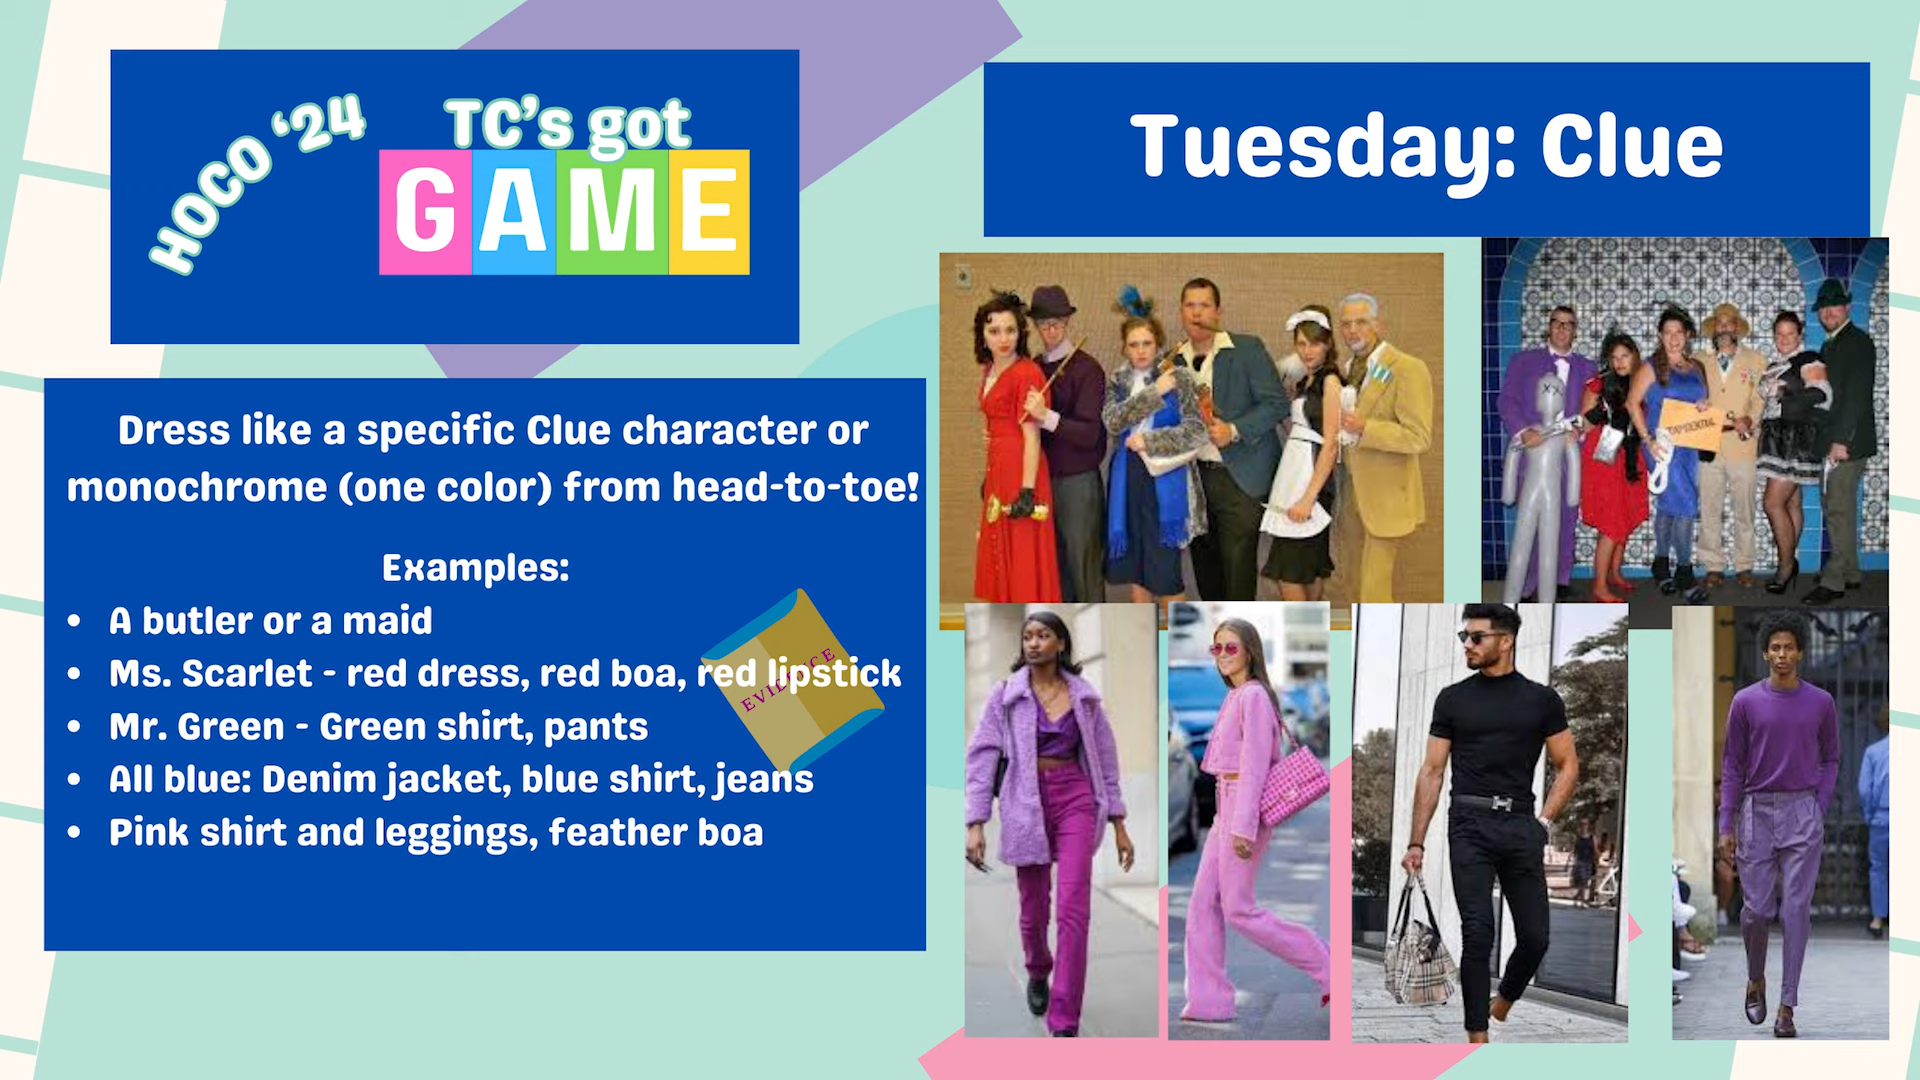 HOCO ‘24
TC’s got
GAME
Tuesday: Clue
Dress like a specific Clue character or
monochrome (one color) from head-to-toe!
Examples:
• A butler or a maid
• Ms. Scarlet - red dress, red boa, red lipstick
• Mr. Green - Green shirt, pants
• All blue: Denim jacket, blue shirt, jeans
• Pink shirt and leggings, feather boa
EVIDENCE
CONFIDENTIAL